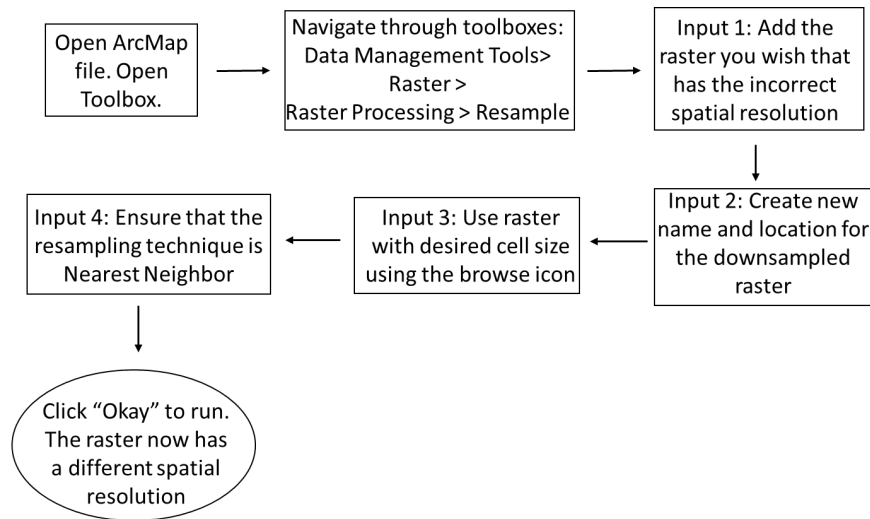 Open ArcMap
file. Open
Toolbox.
Navigate through toolboxes:
Data Management Tools>
Raster >
Raster Processing > Resample
Input 1: Add the
raster you wish that
has the incorrect
spatial resolution
Input 2: Create new
name and location for
the downsampled
raster
Input 3: Use raster
with desired cell size
using the browse icon
Input 4: Ensure that the
resampling technique is
Nearest Neighbor
Click “Okay” to run.
The raster now has
a different spatial
resolution